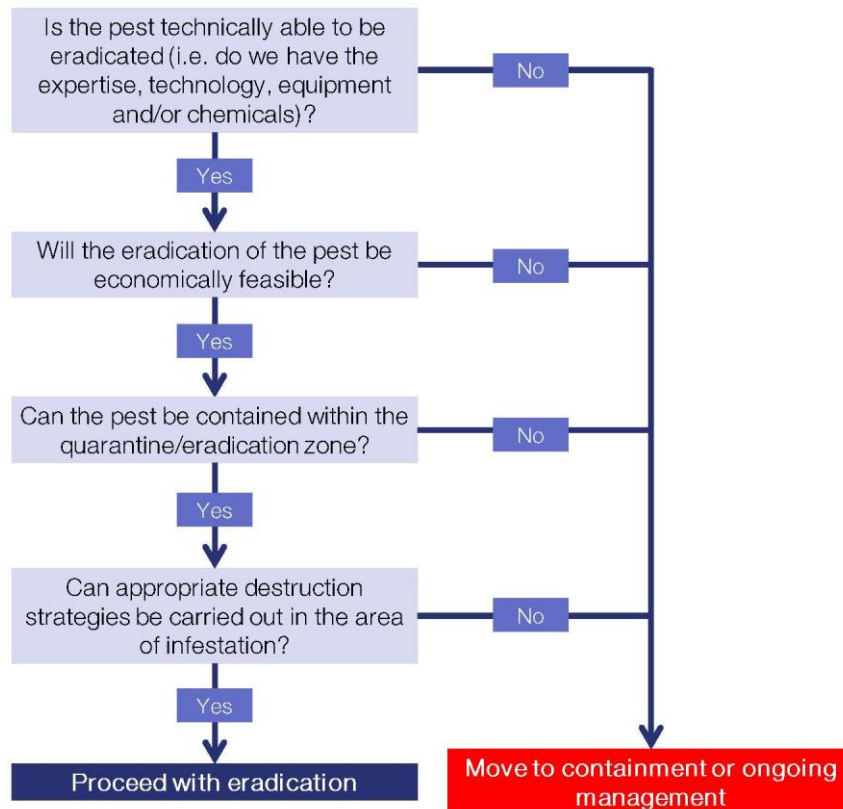 Is the pest technically able to be
eradicated (i.e. do we have the
expertise, technology, equipment
and/or chemicals)?
No
Yes
Will the eradication of the pest be
economically feasible?
No
Yes
Can the pest be contained within the
quarantine/eradication zone?
No
Yes
Can appropriate destruction
strategies be carried out in the area
of infestation?
No
Yes
Proceed with eradication
Move to containment or ongoing
management